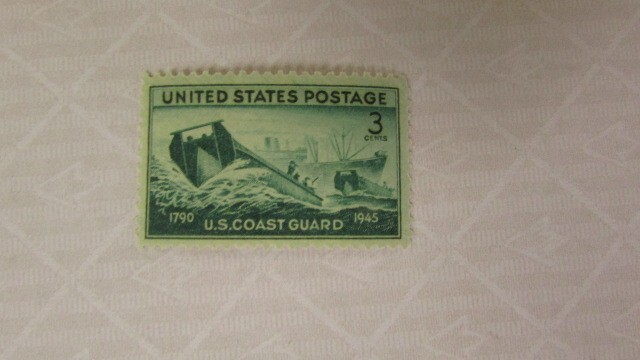 UNITED STATES POSTAGE
3
CENTS
1790 1945
U.S. COAST GUARD